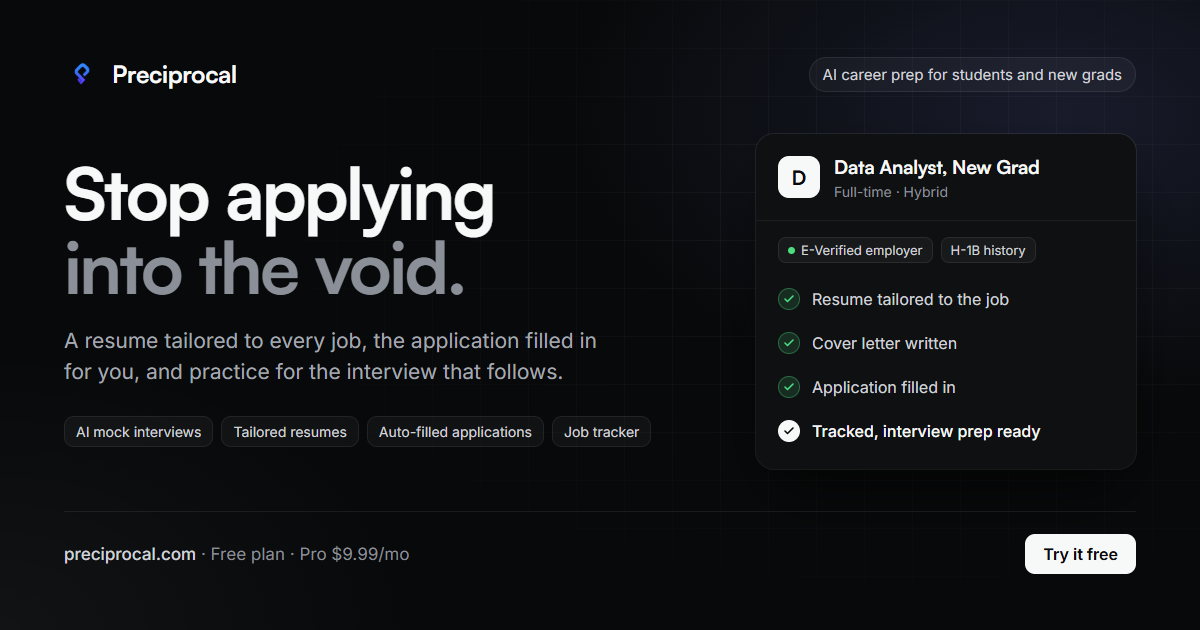 Preciprocal
AI career prep for students and new grads
Stop applying
into the void.
A resume tailored to every job, the application filled in
for you, and practice for the interview that follows.
AI mock interviews
Tailored resumes
Auto-filled applications
Job tracker
D
Data Analyst, New Grad
Full-time · Hybrid
E-Verified employer
H-1B history
Resume tailored to the job
Cover letter written
Application filled in
Tracked, interview prep ready
preciprocal.com · Free plan · Pro $9.99/mo
Try it free